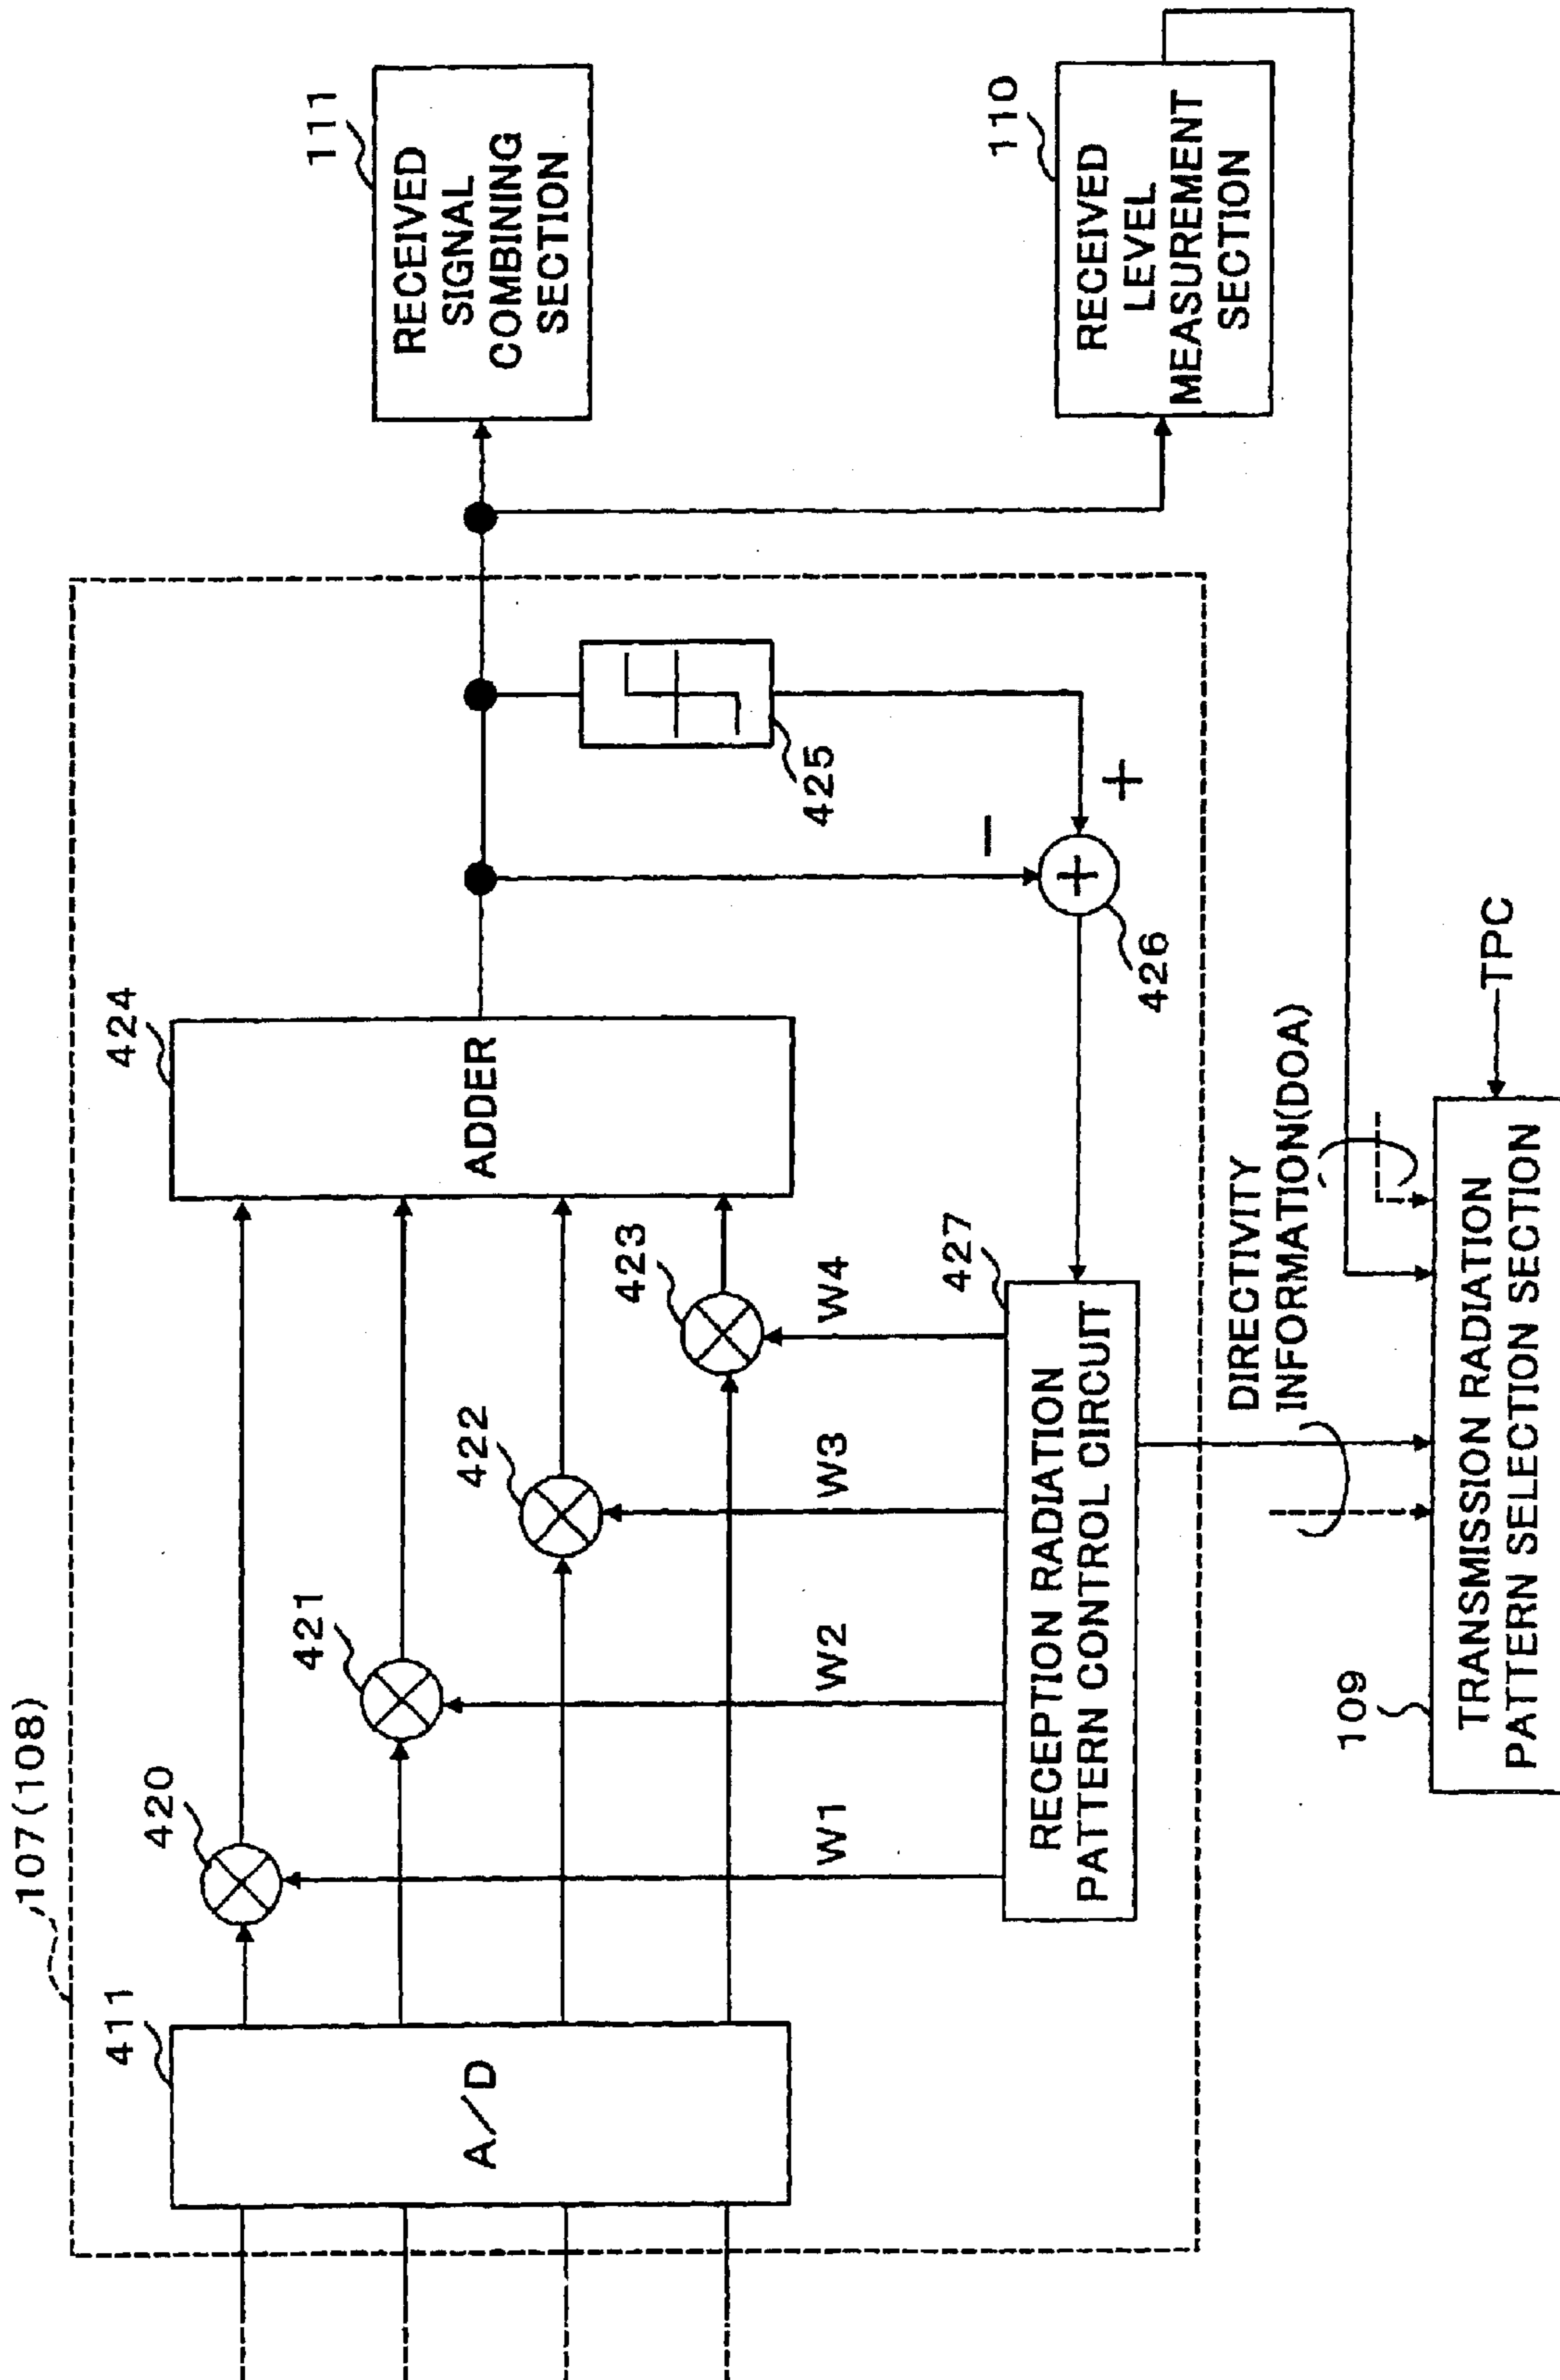 107(108)
411
A/D
420
421
422
423
W1
W2
W3
W4
424
ADDER
425
426
+
−
+
427
RECEPTION RADIATION
PATTERN CONTROL CIRCUIT
111
RECEIVED
SIGNAL
COMBINING
SECTION
110
RECEIVED
LEVEL
MEASUREMENT
SECTION
DIRECTIVITY
INFORMATION(DOA)
109
TRANSMISSION RADIATION
PATTERN SELECTION SECTION
TPC